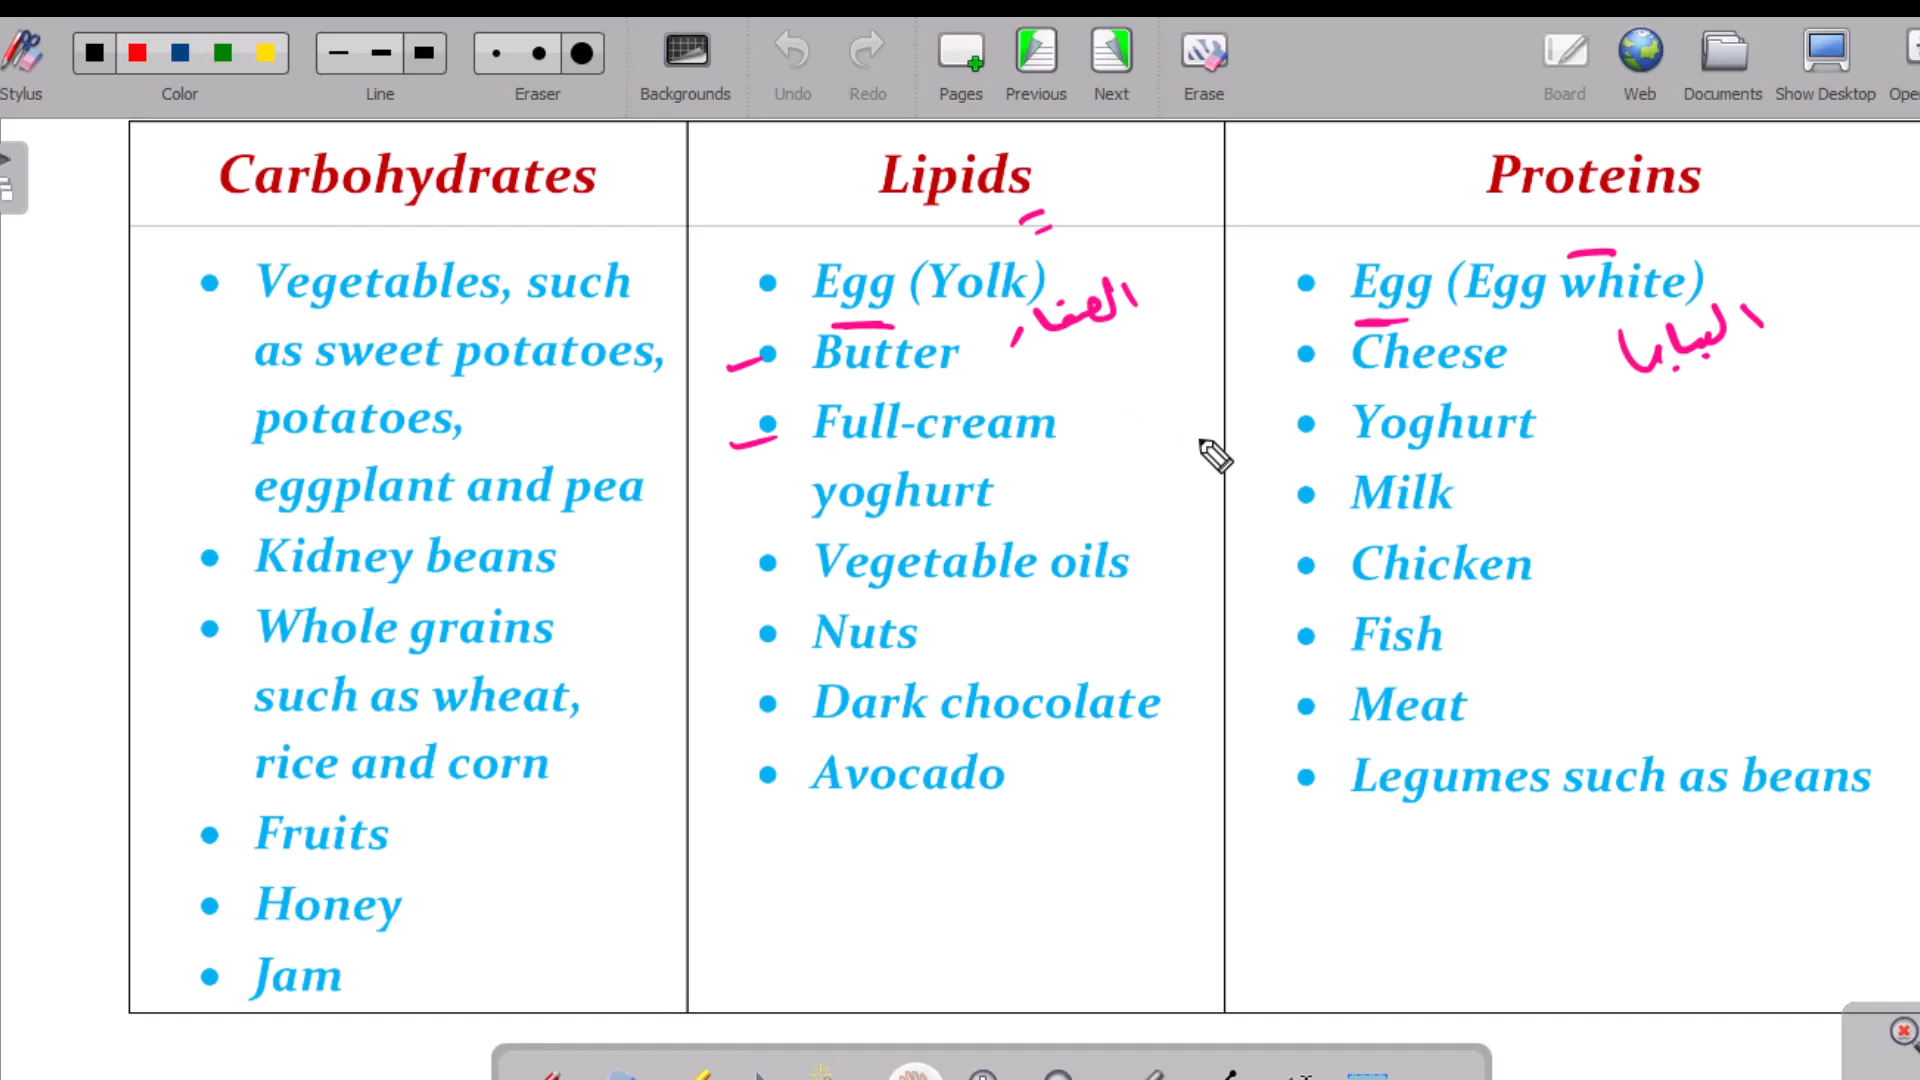 Stylus
Color
Line
Eraser
Backgrounds
Undo
Redo
Pages
Previous
Next
Erase
Board
Web
Documents
Show Desktop
Carbohydrates
• Vegetables, such
as sweet potatoes,
potatoes,
eggplant and pea
• Kidney beans
• Whole grains
such as wheat,
rice and corn
• Fruits
• Honey
• Jam
Lipids
• Egg (Yolk)
الصفار
• Butter
• Full-cream
yoghurt
• Vegetable oils
• Nuts
• Dark chocolate
• Avocado
Proteins
• Egg (Egg white)
• Cheese
• Yoghurt
• Milk
• Chicken
• Fish
• Meat
• Legumes such as beans